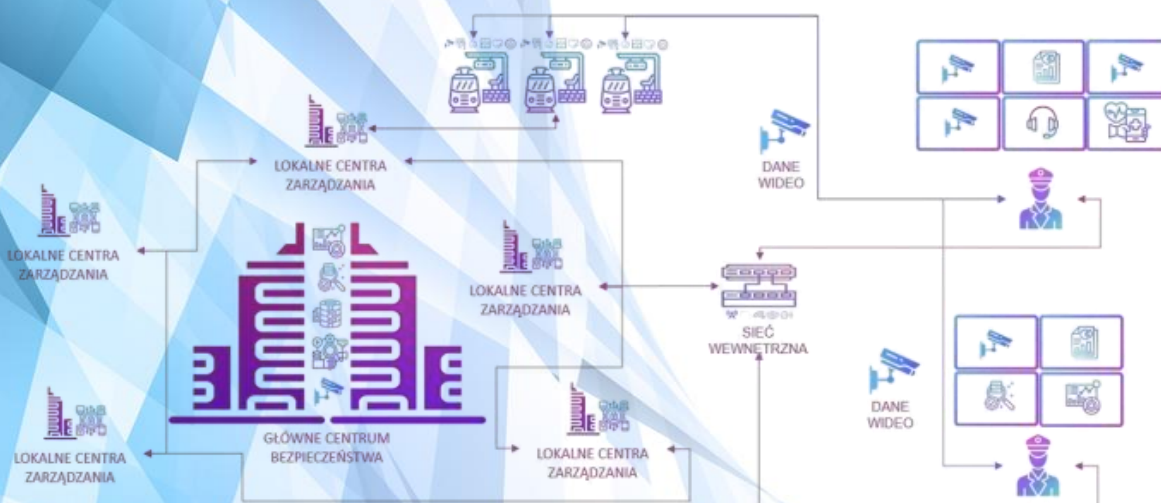 LOKALNE CENTRA
ZARZĄDZANIA
DANE
WIDEO
LOKALNE CENTRA
ZARZĄDZANIA
LOKALNE CENTRA
ZARZĄDZANIA
SIEĆ
WEWNETRZNA
DANE
WIDEO
GŁÓWNE CENTRUM
BEZPIECZEŃSTWA
LOKALNE CENTRA
ZARZĄDZANIA
LOKALNE CENTRA
ZARZĄDZANIA